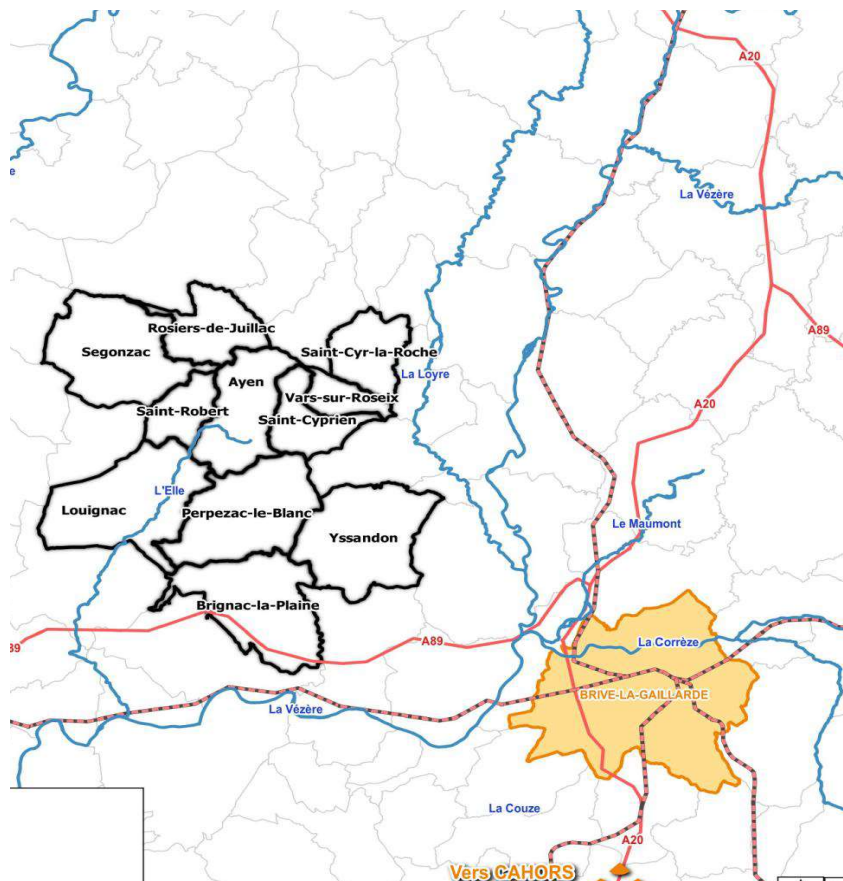 A20
e
La Vézère
Rosiers-de-Juillac
A89
Segonzac
Saint-Cyr-la-Roche
La Loyre
Ayen
Vars-sur-Roseix
A20
Saint-Robert
Saint-Cyprien
L'Elle
Louignac
Perpezac-le-Blanc
Le Maumont
Yssandon
Brignac-la-Plaine
A89
La Corrèze
89
BRIVE-LA-GAILLARDE
La Vézère
La Couze
A20
Vers CAHORS